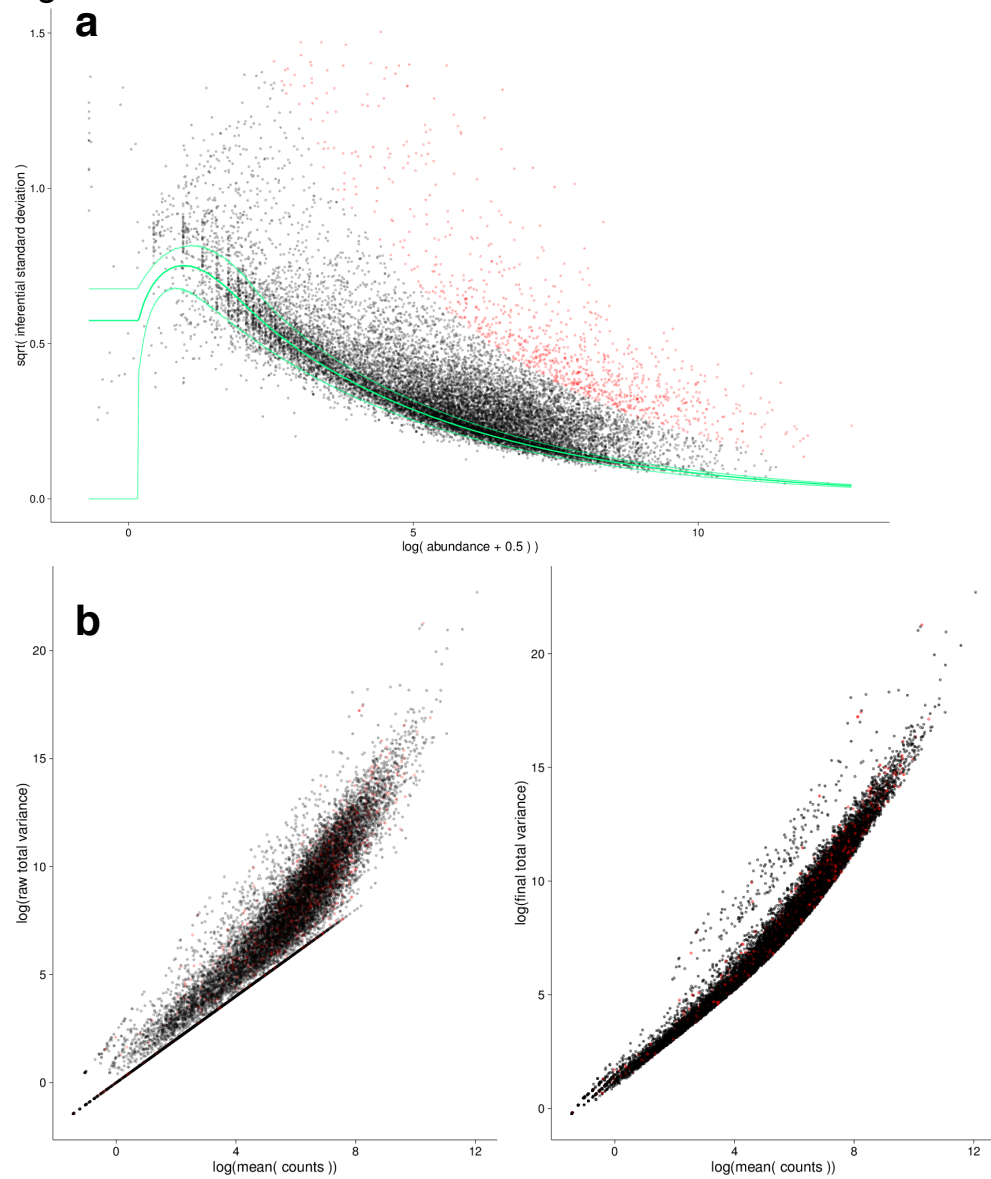 a
1.5
1.0
0.5
0.0
sqrt( inferential standard deviation )
0 5 10
log( abundance + 0.5 ) )
b
20
15
10
5
0
log(raw total variance)
0 4 8 12
log(mean( counts ))
20
15
10
5
0
log(final total variance)
0 4 8 12
log(mean( counts ))